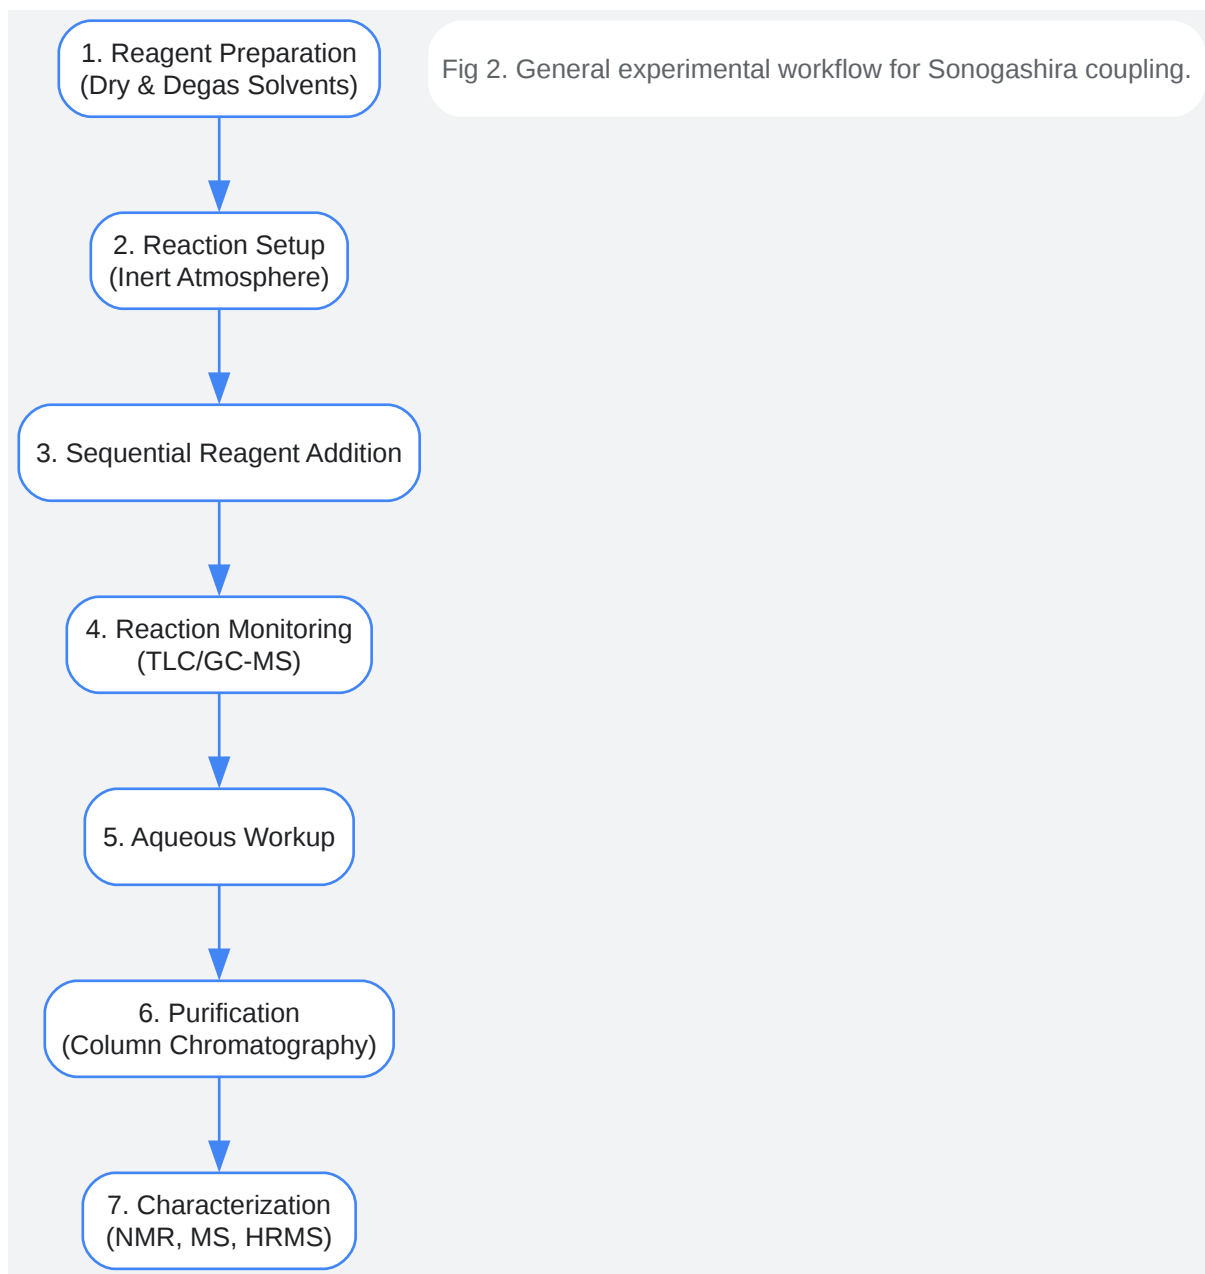 1. Reagent Preparation
(Dry & Degas Solvents)
Fig 2. General experimental workflow for Sonogashira coupling.
2. Reaction Setup
(Inert Atmosphere)
3. Sequential Reagent Addition
4. Reaction Monitoring
(TLC/GC-MS)
5. Aqueous Workup
6. Purification
(Column Chromatography)
7. Characterization
(NMR, MS, HRMS)